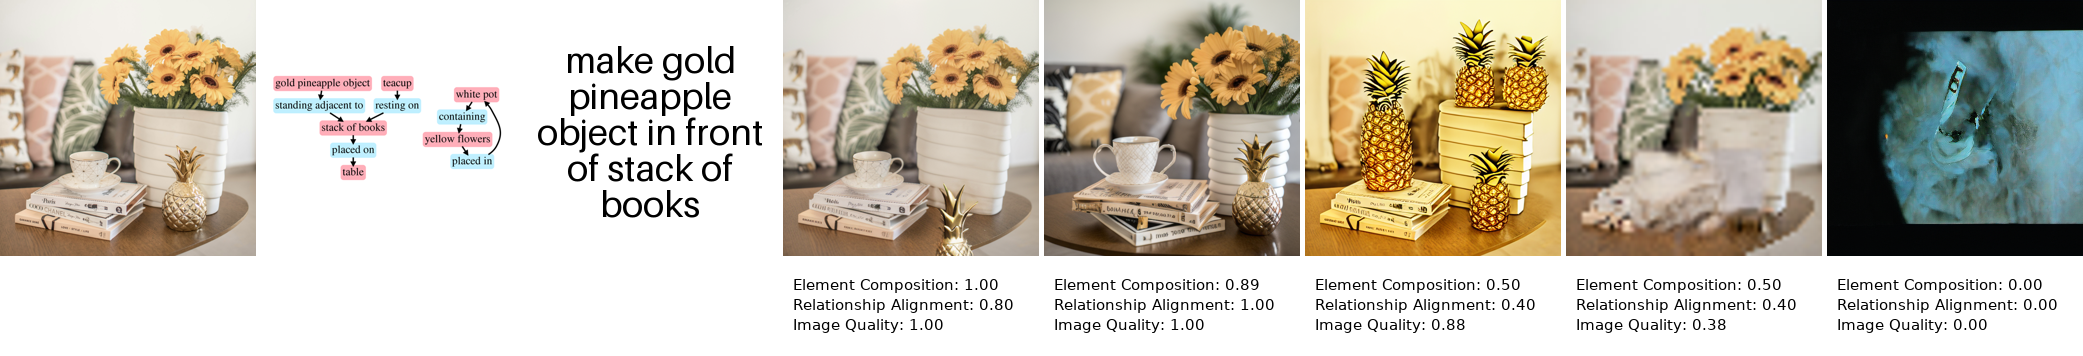 gold pineapple object
teacup
standing adjacent to
resting on
stack of books
placed on
table
white pot
containing
yellow flowers
placed in
make gold
pineapple
object in front
of stack of
books
Element Composition: 1.00
Relationship Alignment: 0.80
Image Quality: 1.00
Element Composition: 0.89
Relationship Alignment: 1.00
Image Quality: 1.00
Element Composition: 0.50
Relationship Alignment: 0.40
Image Quality: 0.88
Element Composition: 0.50
Relationship Alignment: 0.40
Image Quality: 0.38
Element Composition: 0.00
Relationship Alignment: 0.00
Image Quality: 0.00